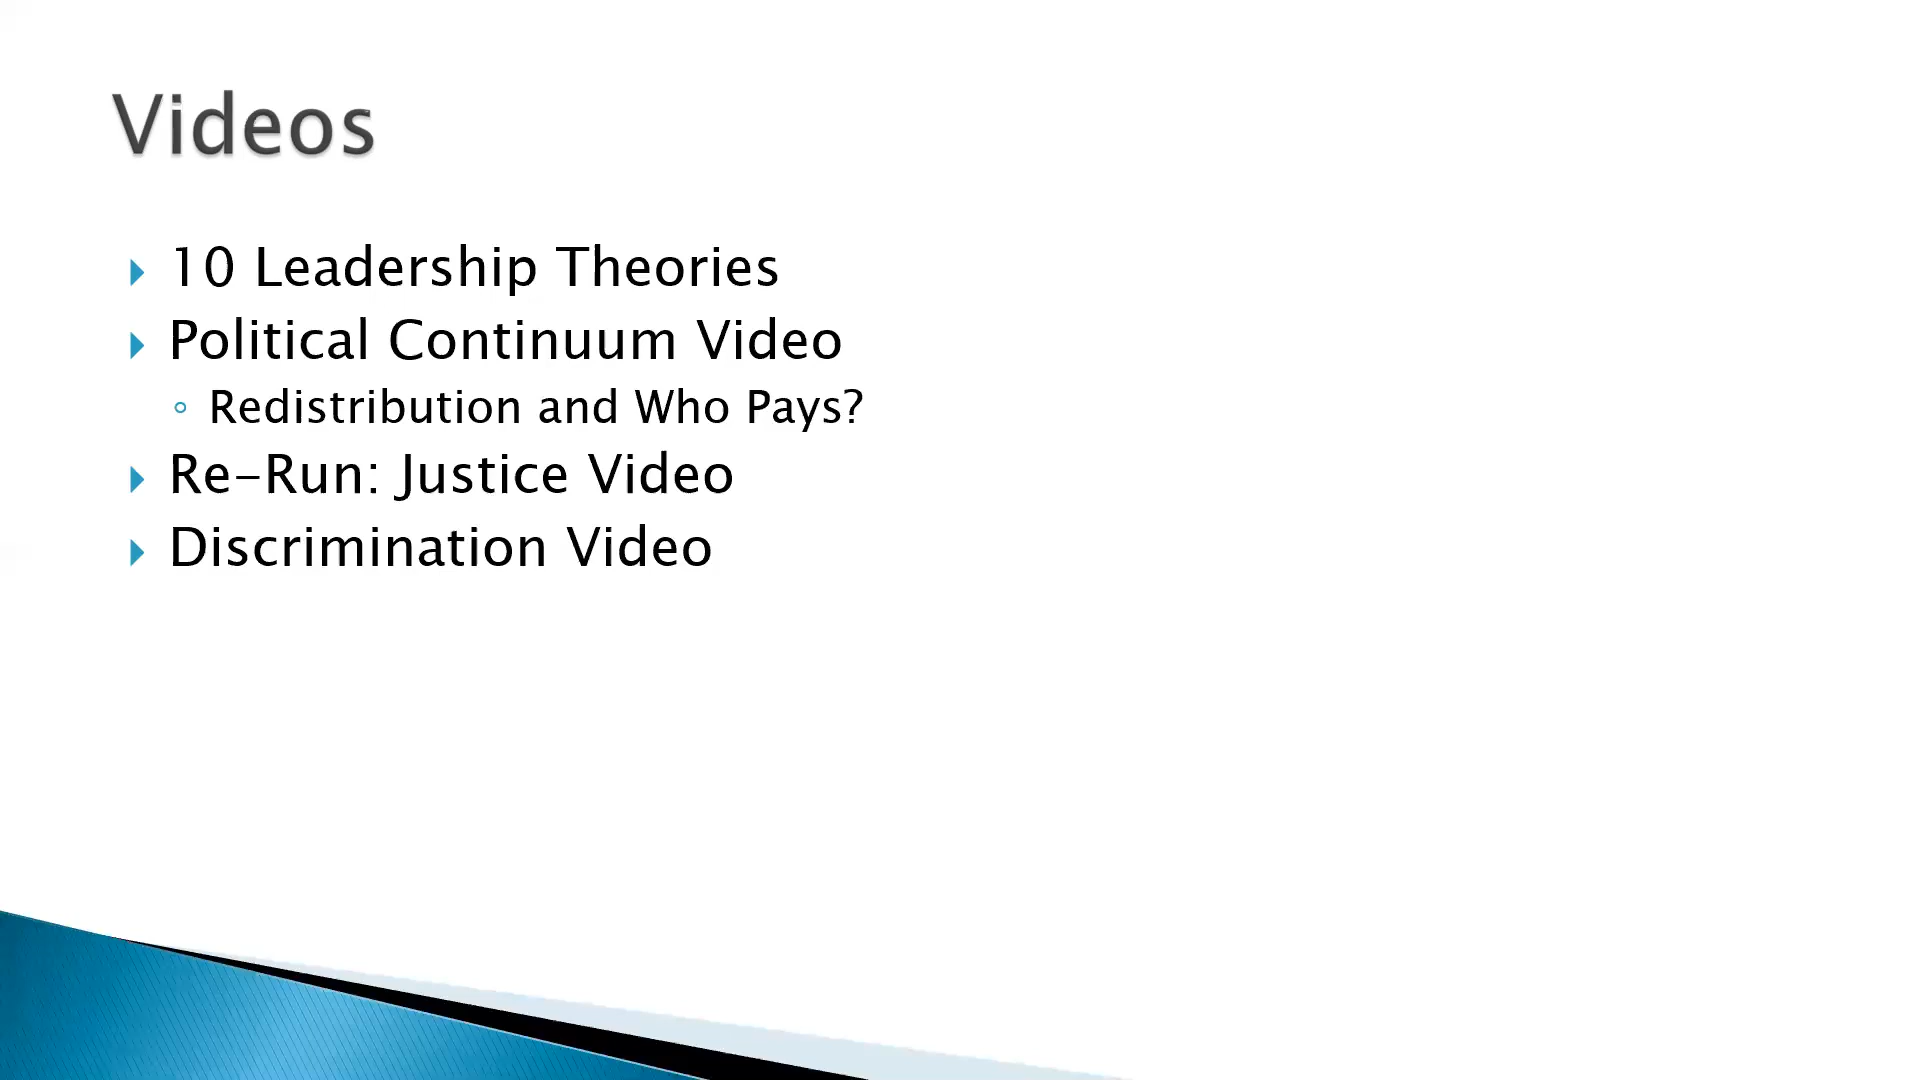 Videos
10 Leadership Theories
Political Continuum Video
Redistribution and Who Pays?
Re-Run: Justice Video
Discrimination Video